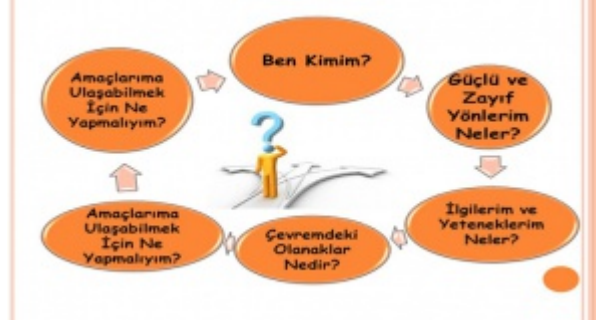 Ben Kimim?
Güçlü ve
Zayıf
Yönlerim
Neler?
İlgilerim ve
Yeteneklerim
Neler?
Çevremdeki
Olanaklar
Nedir?
Amaçlarıma
Ulaşabilmek
İçin Ne
Yapmalıyım?
Amaçlarıma
Ulaşabilmek
İçin Ne
Yapmalıyım?